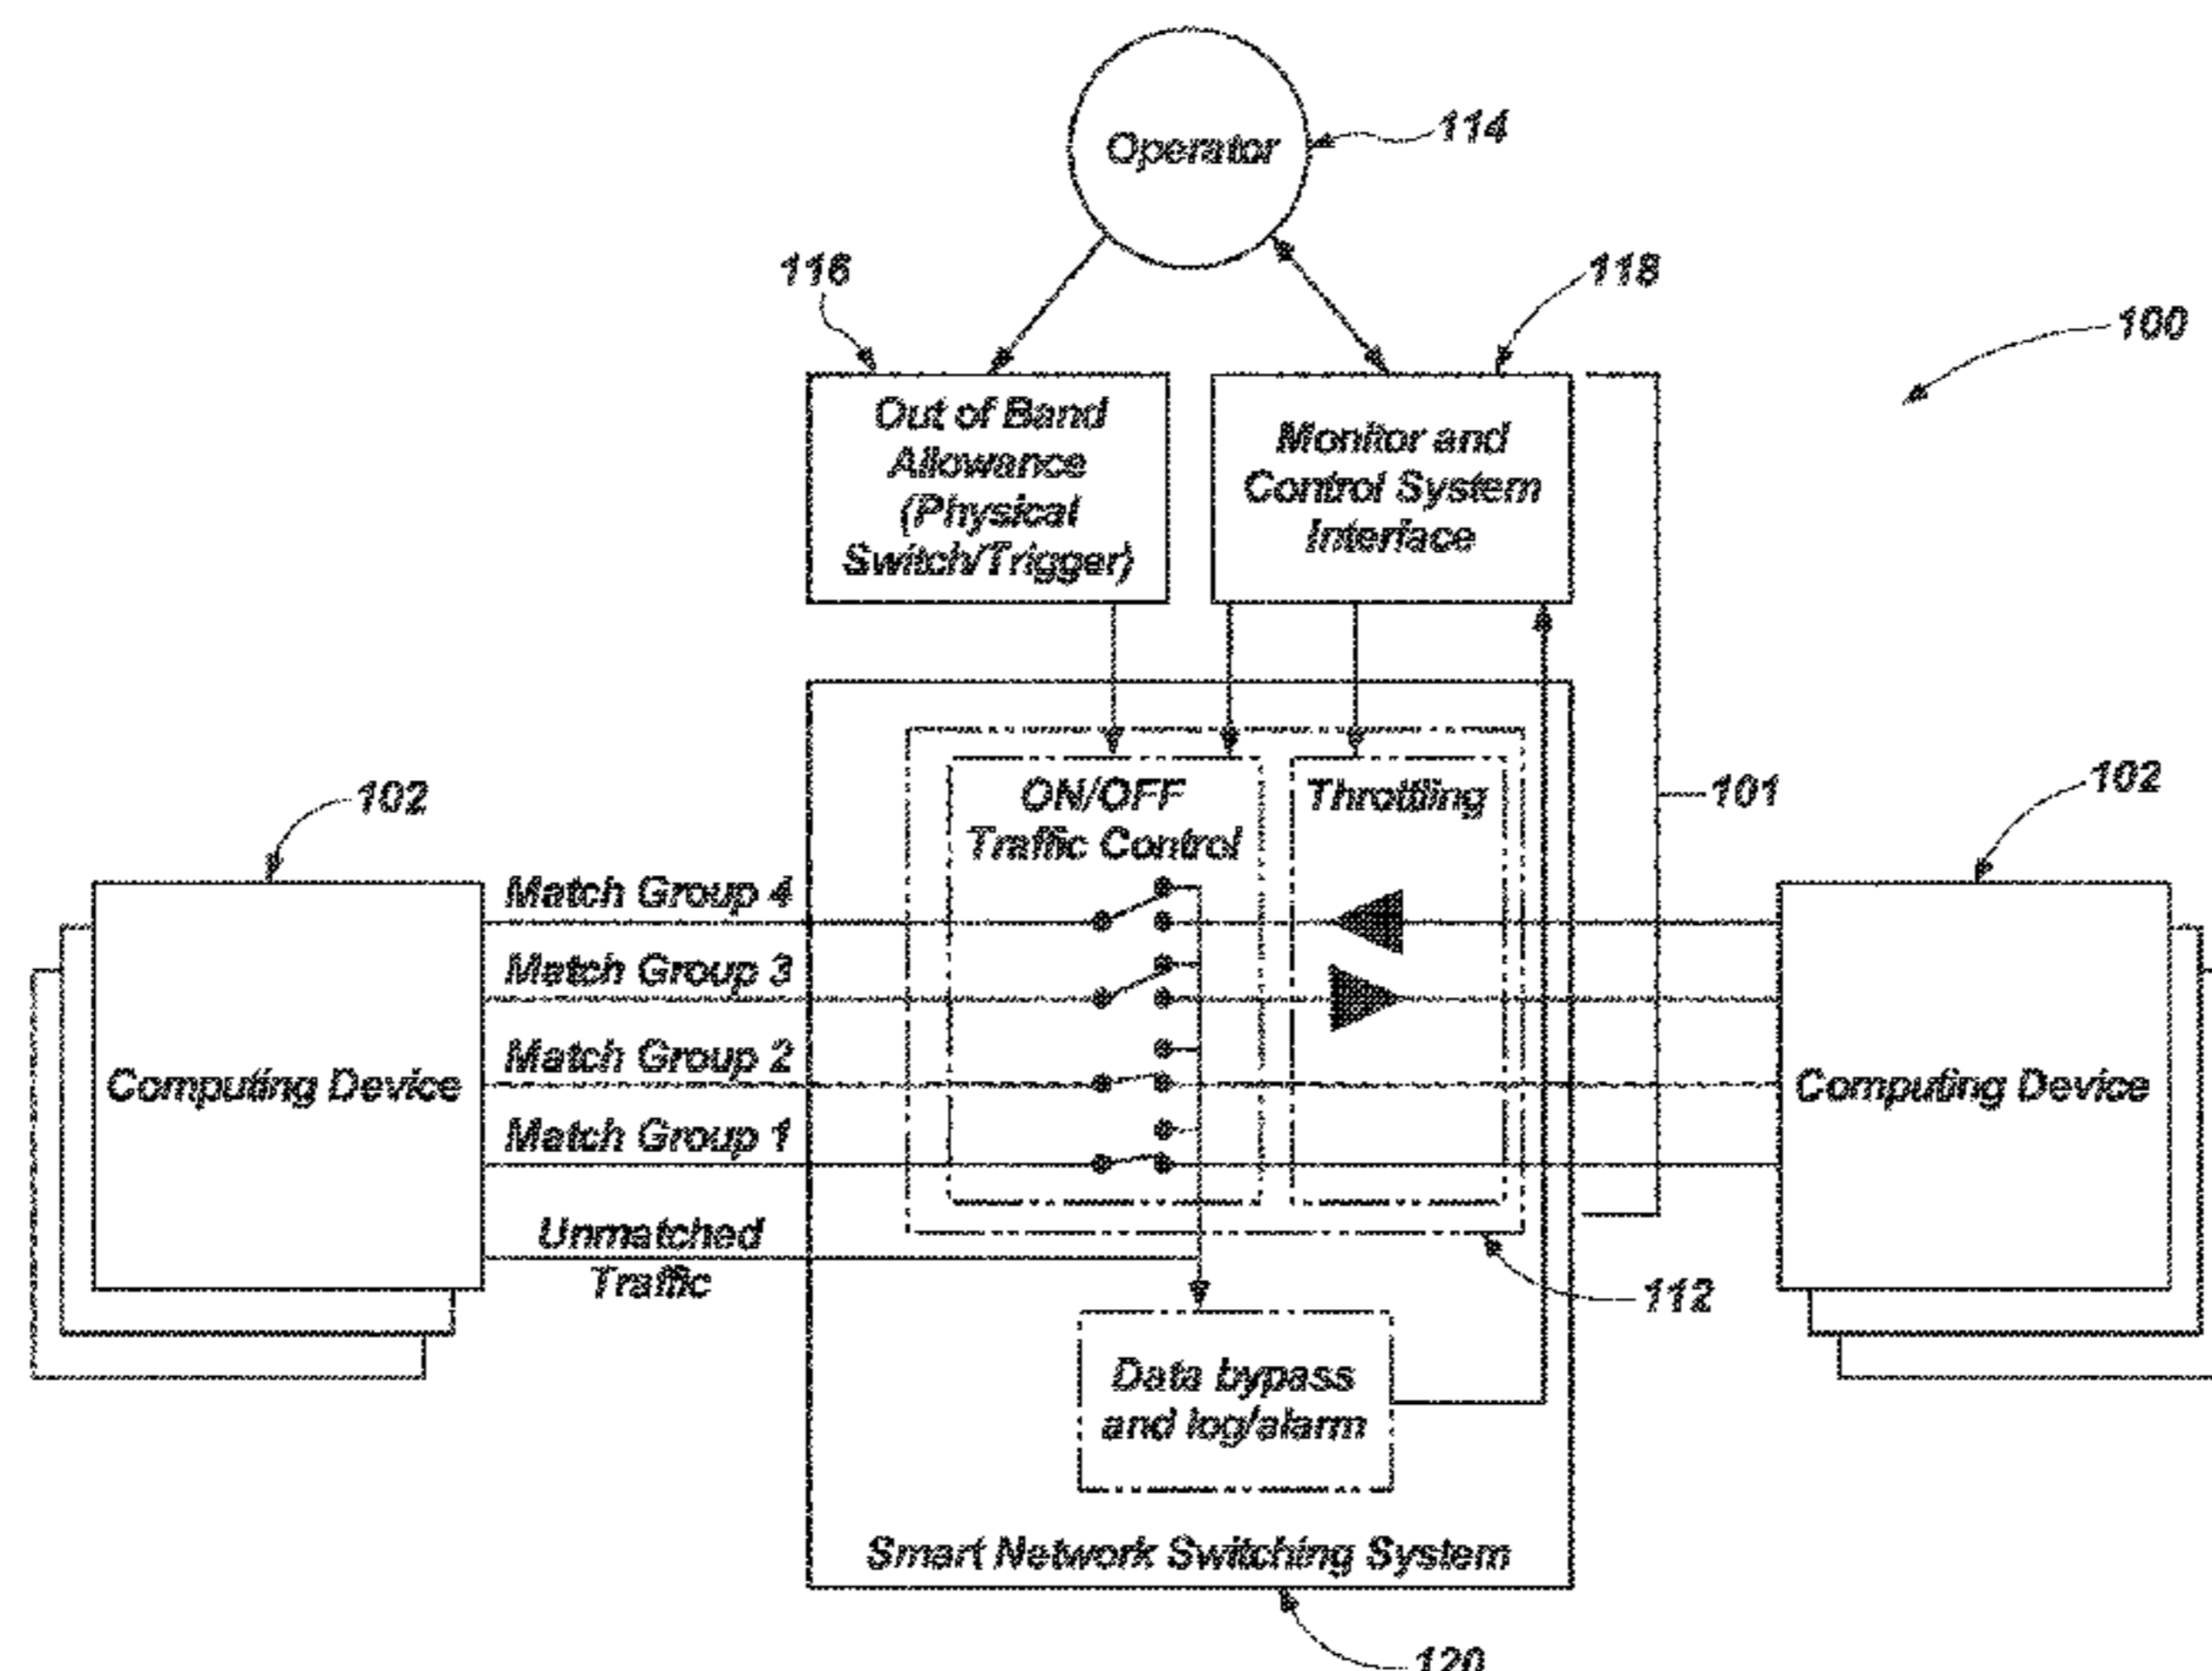 Operator
114
116
118
100
Out of Band
Allowance
(Physical
Switch/Trigger)
Monitor and
Control System
Interface
102
ON/OFF
Traffic Control
Throttling
101
102
Match Group 4
Match Group 3
Match Group 2
Match Group 1
Computing Device
Computing Device
Unmatched
Traffic
112
Data bypass
and log/alarm
Smart Network Switching System
120